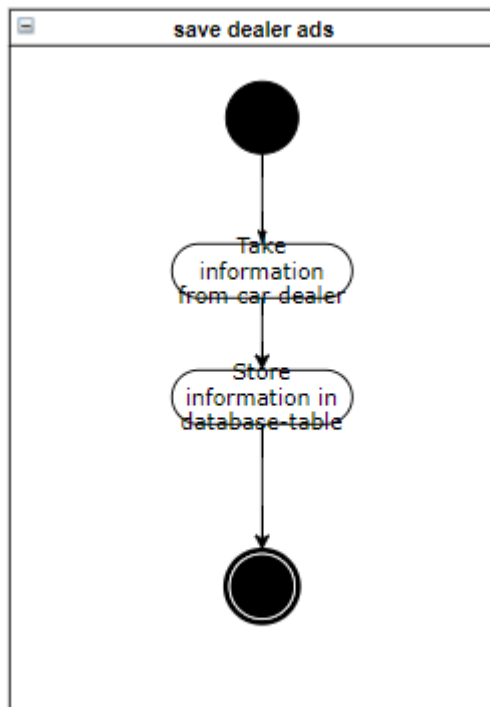 save dealer ads
Take
information
from car dealer
Store
information in
database-table